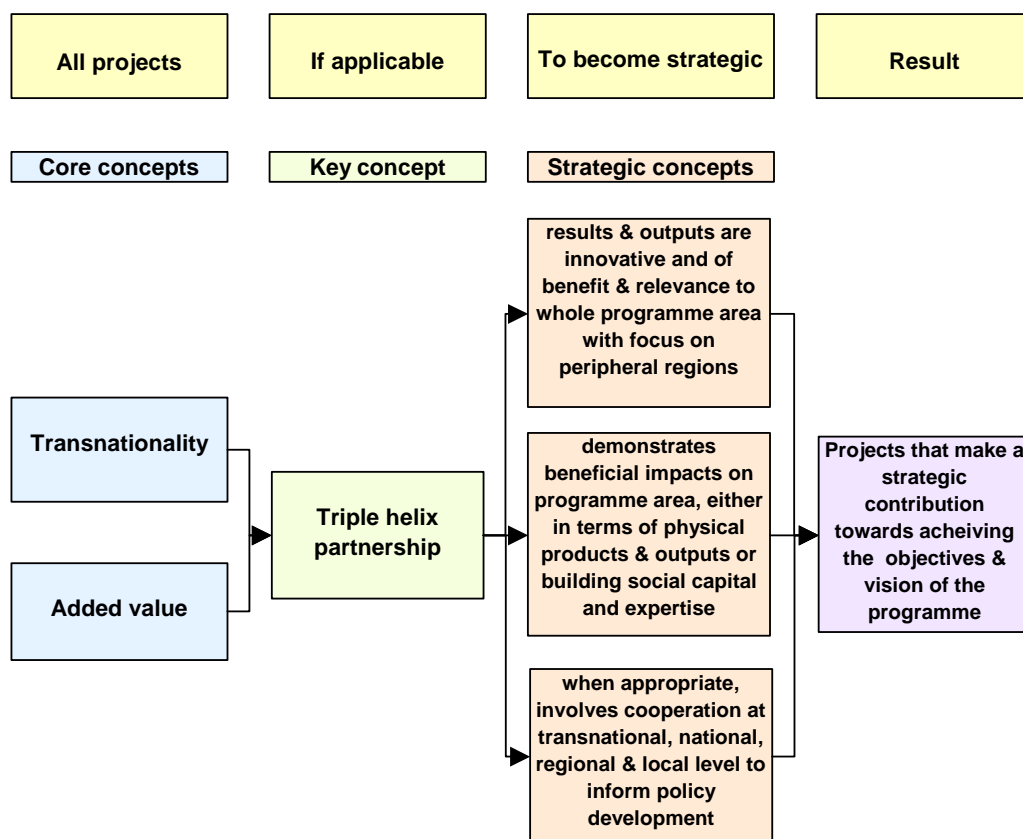 All projects
If applicable
To become strategic
Result
Core concepts
Key concept
Strategic concepts
results & outputs are
innovative and of
benefit & relevance to
whole programme area
with focus on
peripheral regions
Transnationality
Added value
Triple helix
partnership
demonstrates
beneficial impacts on
programme area, either
in terms of physical
products & outputs or
building social capital
and expertise
when appropriate,
involves cooperation at
transnational, national,
regional & local level to
inform policy
development
Projects that make a
strategic
contribution
towards acheiving
the objectives &
vision of the
programme